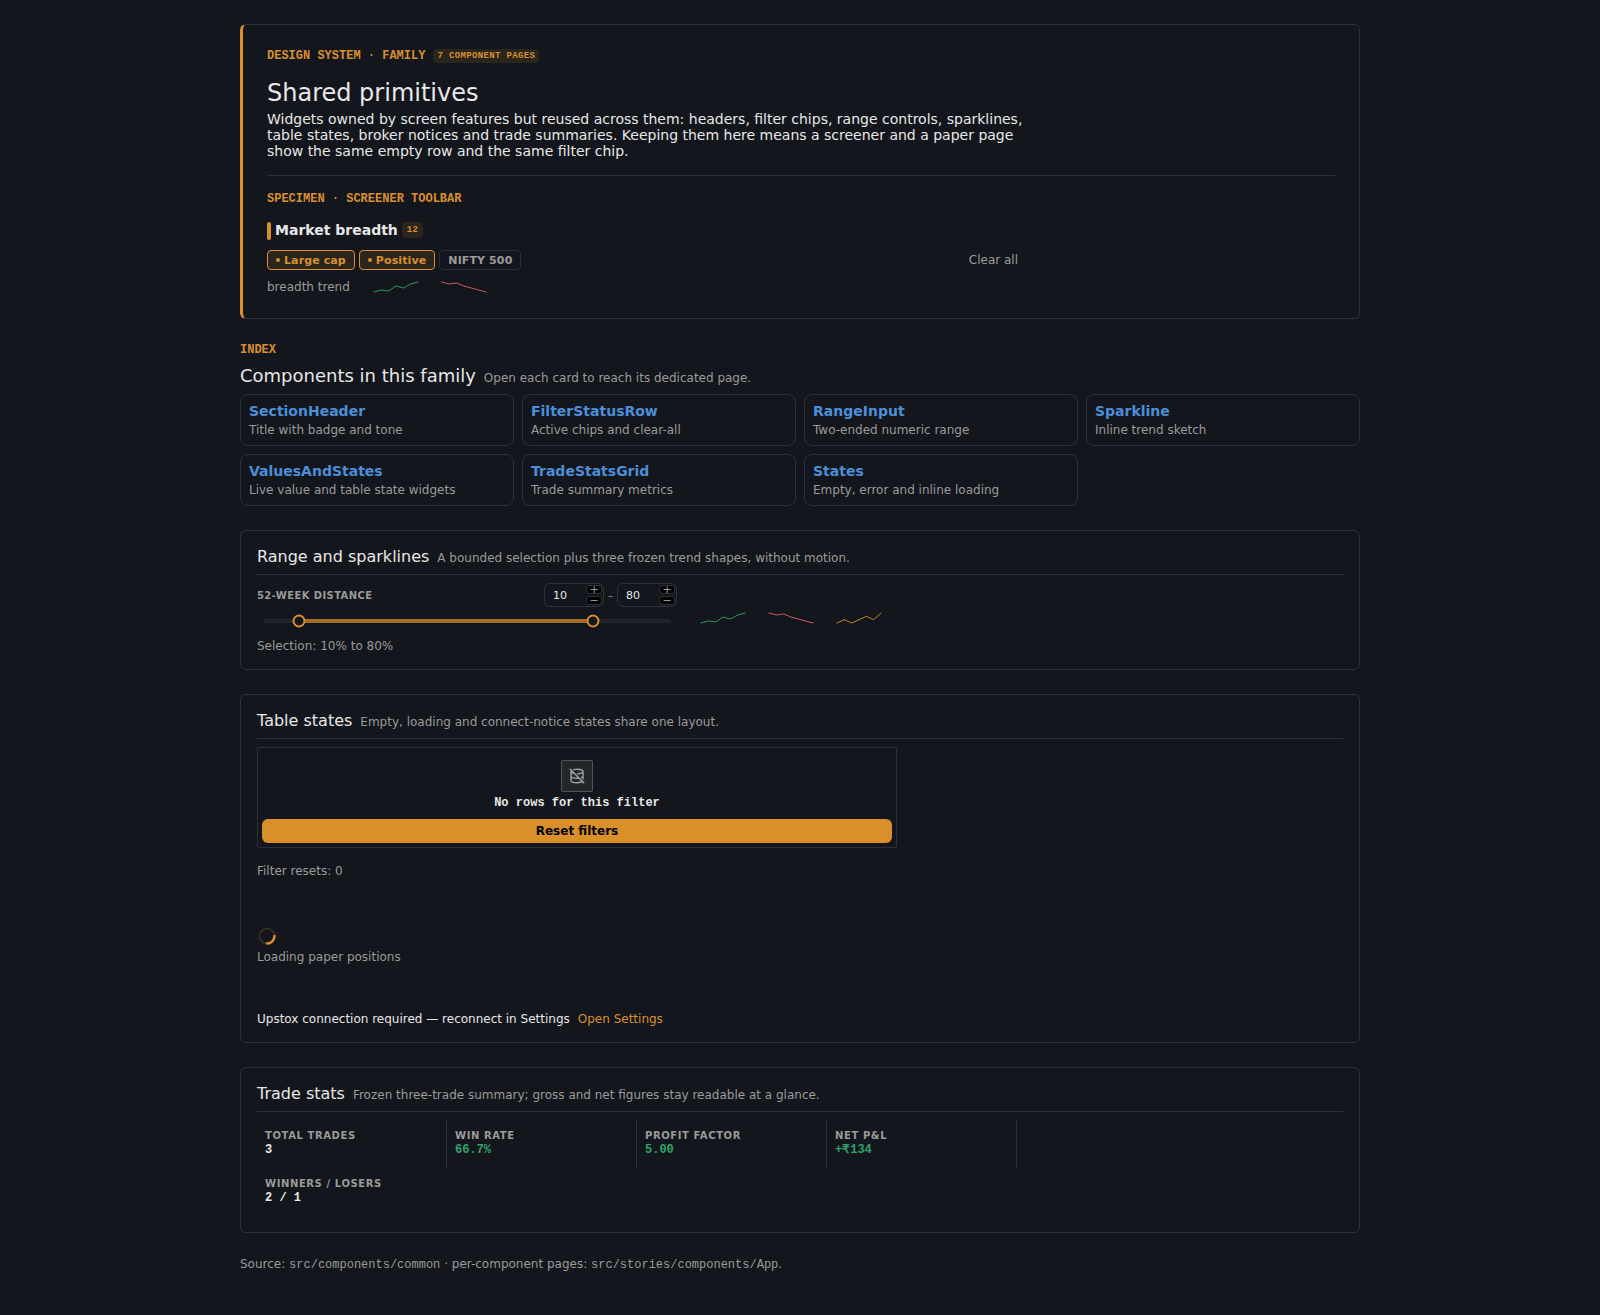 DESIGN SYSTEM · FAMILY 7 COMPONENT PAGES
Shared primitives
Widgets owned by screen features but reused across them: headers, filter chips, range controls, sparklines,
table states, broker notices and trade summaries. Keeping them here means a screener and a paper page
show the same empty row and the same filter chip.
SPECIMEN · SCREENER TOOLBAR
Market breadth 12
Large cap Positive NIFTY 500 Clear all
breadth trend
INDEX
Components in this family Open each card to reach its dedicated page.
SectionHeader
Title with badge and tone
FilterStatusRow
Active chips and clear-all
RangeInput
Two-ended numeric range
Sparkline
Inline trend sketch
ValuesAndStates
Live value and table state widgets
TradeStatsGrid
Trade summary metrics
States
Empty, error and inline loading
Range and sparklines A bounded selection plus three frozen trend shapes, without motion.
52-WEEK DISTANCE 10 – 80
Selection: 10% to 80%
Table states Empty, loading and connect-notice states share one layout.
No rows for this filter
Reset filters
Filter resets: 0
Loading paper positions
Upstox connection required — reconnect in Settings Open Settings
Trade stats Frozen three-trade summary; gross and net figures stay readable at a glance.
TOTAL TRADES
3
WIN RATE
66.7%
PROFIT FACTOR
5.00
NET P&L
+₹134
WINNERS / LOSERS
2 / 1
Source: src/components/common · per-component pages: src/stories/components/App.